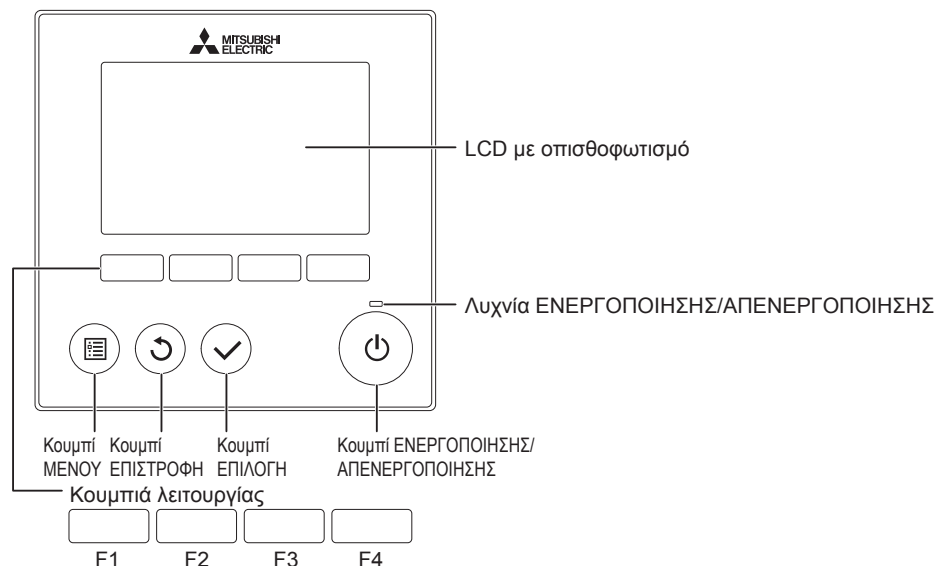 MITSUBISHI
ELECTRIC
LCD με οπισθοφωτισμό
Λυχνία ΕΝΕΡΓΟΠΟΙΗΣΗΣ/ΑΠΕΝΕΡΓΟΠΟΙΗΣΗΣ
Κουμπί ΜΕΝΟΥ
Κουμπί ΕΠΙΣΤΡΟΦΗ
Κουμπί ΕΠΙΛΟΓΗ
Κουμπί ΕΝΕΡΓΟΠΟΙΗΣΗΣ/
ΑΠΕΝΕΡΓΟΠΟΙΗΣΗΣ
Κουμπιά λειτουργίας
F1 F2 F3 F4